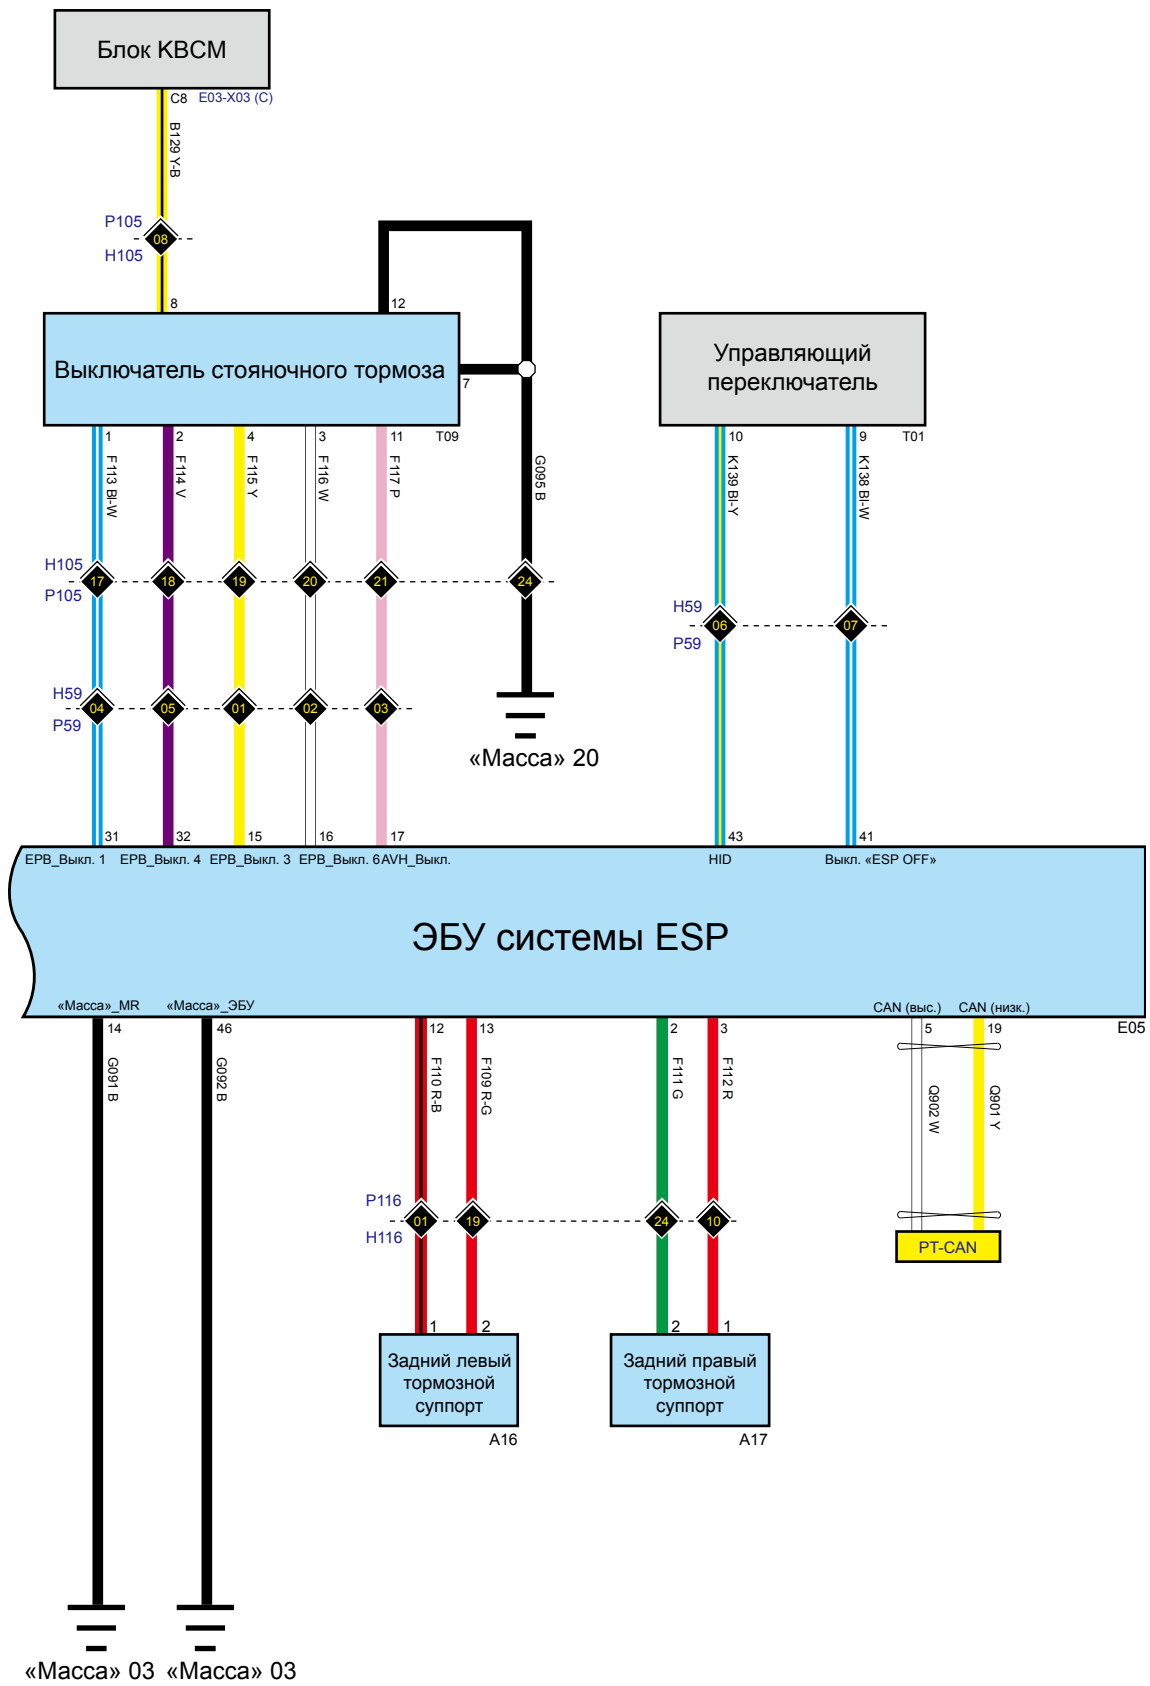 Блок KBCM
C8 E03-X03 (C)
B129 Y-B
P105
08
H105
8
12
Выключатель стояночного тормоза
7
Управляющий
переключатель
1 2 4 3 11 T09
10 9 T01
F113 Bl-W
F114 V
F115 Y
F116 W
F117 P
G095 B
K139 Bl-Y
K138 Bl-W
H105
17 18 19 20 21 24
P105
H59
06 07
P59
H59
04 05 01 02 03
P59
«Масса» 20
31 32 15 16 17 43 41
EPB_Выкл. 1 EPB_Выкл. 4 EPB_Выкл. 3 EPB_Выкл. 6 AVH_Выкл. HID Выкл. «ESP OFF»
ЭБУ системы ESP
«Масса»_MR «Масса»_ЭБУ CAN (выс.) CAN (низк.)
14 46 12 13 2 3 5 19 E05
G091 B
G092 B
F110 R-B
F109 R-G
F111 G
F112 R
Q902 W
Q901 Y
P116
01 19 24 10
H116
PT-CAN
1 2 2 1
Задний левый
тормозной
суппорт
A16
Задний правый
тормозной
суппорт
A17
«Масса» 03 «Масса» 03